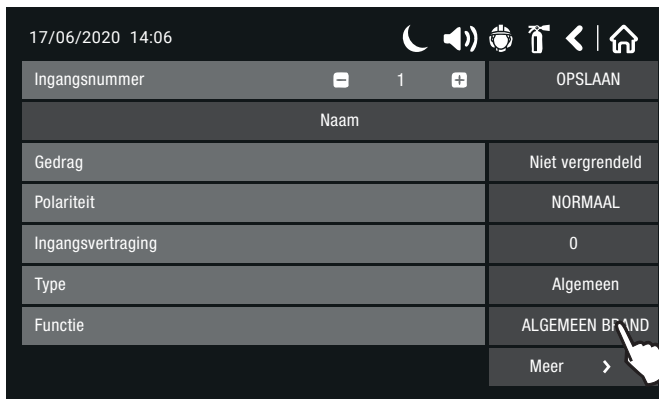 17/06/2020 14:06
Ingangsnummer 1 OPSLAAN
Naam
Gedrag Niet vergrendeld
Polariteit NORMAAL
Ingangsvertraging 0
Type Algemeen
Functie ALGEMEEN BRAND
Meer